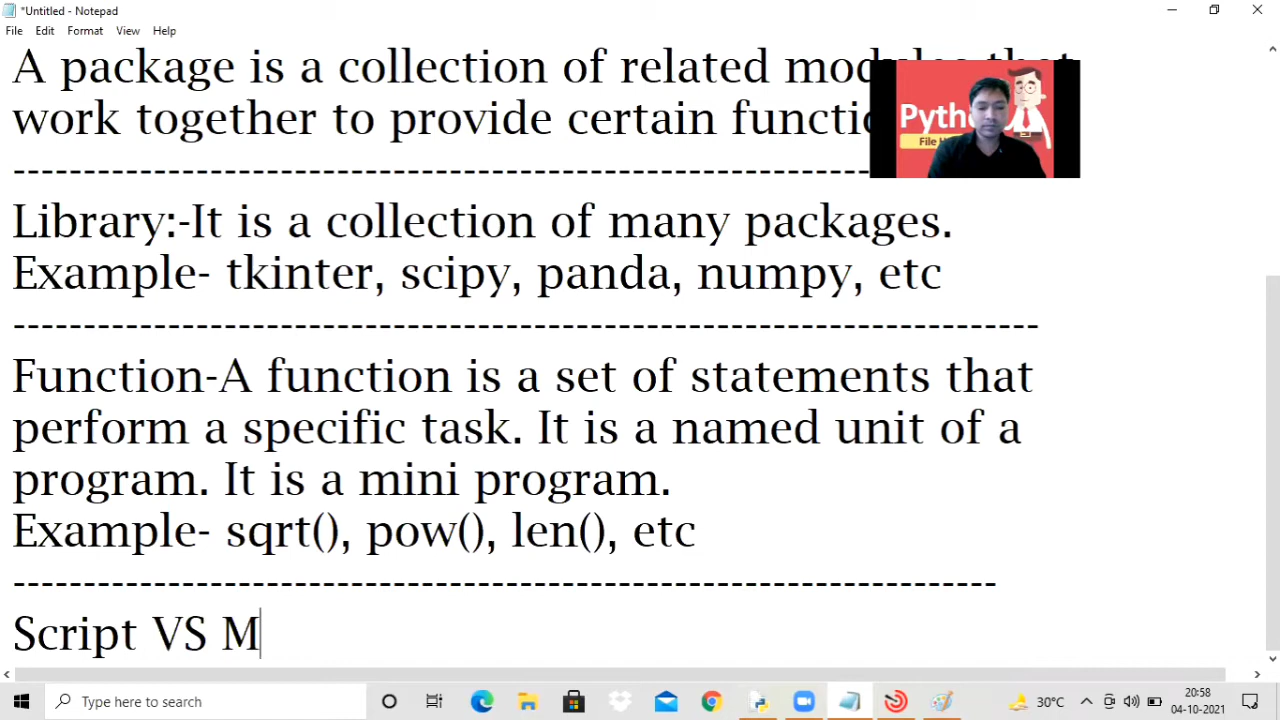 *Untitled - Notepad
File Edit Format View Help
A package is a collection of related modules that
work together to provide certain
Library:-It is a collection of many packages.
Example- tkinter, scipy, panda, numpy, etc
--------------------------------------------------------------------------
Function-A function is a set of statements that
perform a specific task. It is a named unit of a
program. It is a mini program.
Example- sqrt(), pow(), len(), etc
-----------------------------------------------------------------------
Script VS M
Type here to search
30°C
20:58
04-10-2021